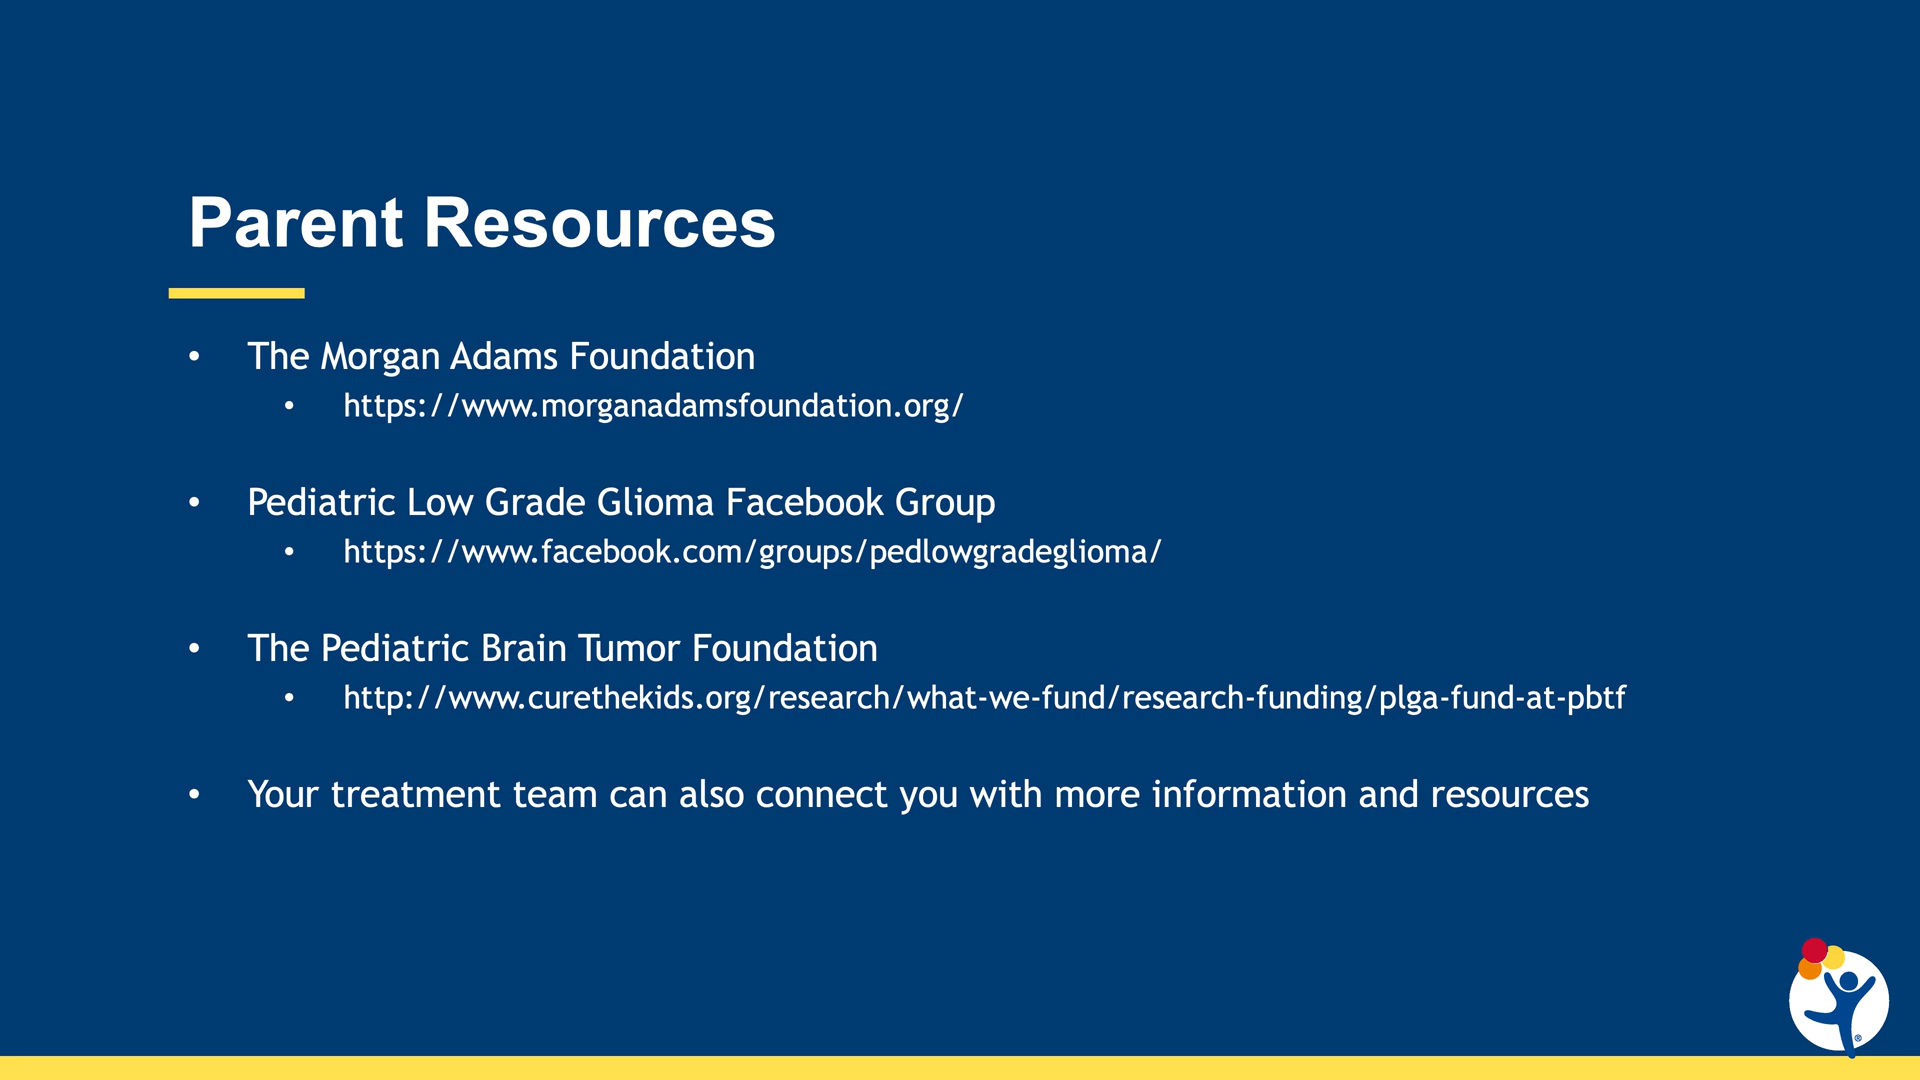 Parent Resources
• The Morgan Adams Foundation
• https://www.morganadamsfoundation.org/
• Pediatric Low Grade Glioma Facebook Group
• https://www.facebook.com/groups/pedlowgradeglioma/
• The Pediatric Brain Tumor Foundation
• http://www.curethekids.org/research/what-we-fund/research-funding/plga-fund-at-pbtf
• Your treatment team can also connect you with more information and resources
®